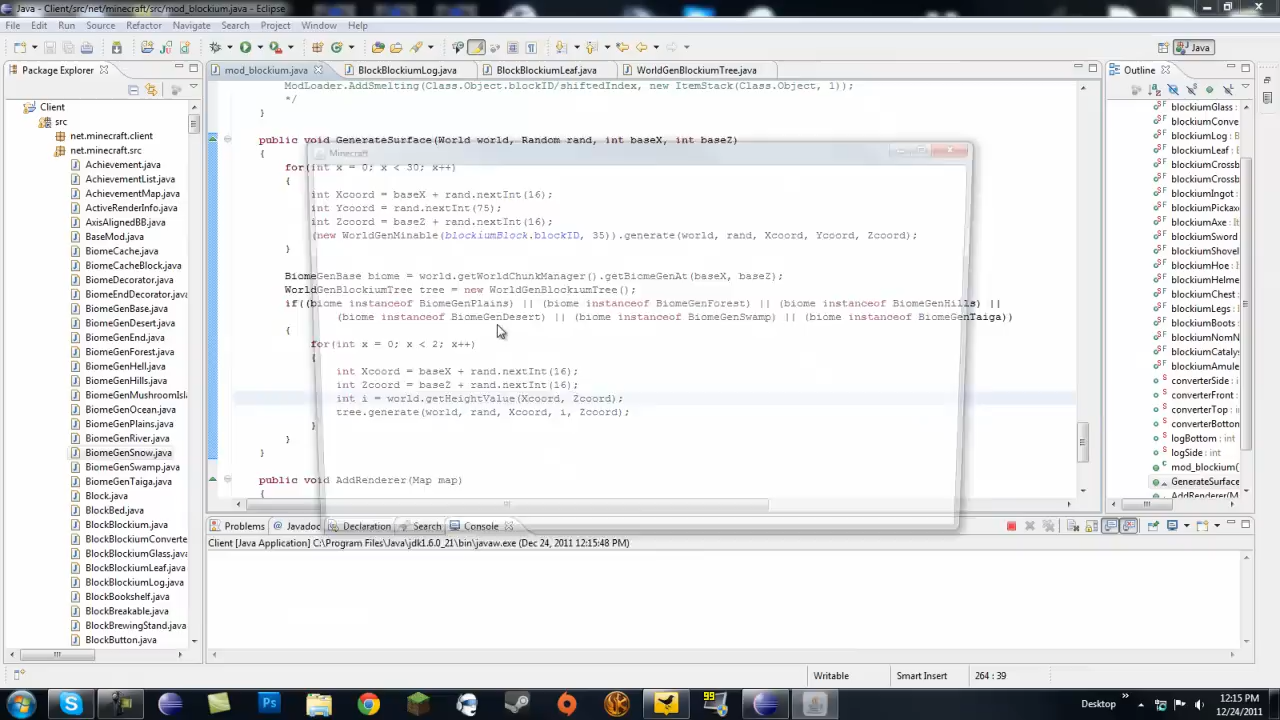 Java - Client/src/net/minecraft/src/mod_blockium.java - Eclipse
File Edit Run Source Refactor Navigate Search Project Window Help
Java
Package Explorer
mod_blockium.java BlockBlockiumLog.java BlockBlockiumLeaf.java WorldGenBlockiumTree.java
Outline
Client
src
net.minecraft.client
net.minecraft.src
Achievement.java
AchievementList.java
AchievementMap.java
ActiveRenderInfo.java
AxisAlignedBB.java
BaseMod.java
BiomeCache.java
BiomeCacheBlock.java
BiomeDecorator.java
BiomeEndDecorator.java
BiomeGenBase.java
BiomeGenDesert.java
BiomeGenEnd.java
BiomeGenForest.java
BiomeGenHell.java
BiomeGenHills.java
BiomeGenMushroomIsla
BiomeGenOcean.java
BiomeGenPlains.java
BiomeGenRiver.java
BiomeGenSnow.java
BiomeGenSwamp.java
BiomeGenTaiga.java
Block.java
BlockBed.java
BlockBlockium.java
BlockBlockiumConverte
BlockBlockiumGlass.java
BlockBlockiumLeaf.java
BlockBlockiumLog.java
BlockBookshelf.java
BlockBreakable.java
BlockBrewingStand.java
BlockButton.java
ModLoader.AddSmelting(Class.Object.blockID/shiftedIndex, new ItemStack(Class.Object, 1));
*/
}
public void GenerateSurface(World world, Random rand, int baseX, int baseZ)
Minecraft
{
for(int x = 0; x < 30; x++)
{
int Xcoord = baseX + rand.nextInt(16);
int Ycoord = rand.nextInt(75);
int Zcoord = baseZ + rand.nextInt(16);
(new WorldGenMinable(blockiumBlock.blockID, 35)).generate(world, rand, Xcoord, Ycoord, Zcoord);
}
BiomeGenBase biome = world.getWorldChunkManager().getBiomeGenAt(baseX, baseZ);
WorldGenBlockiumTree tree = new WorldGenBlockiumTree();
if((biome instanceof BiomeGenPlains) || (biome instanceof BiomeGenForest) || (biome instanceof BiomeGenHills) ||
(biome instanceof BiomeGenDesert) || (biome instanceof BiomeGenSwamp) || (biome instanceof BiomeGenTaiga))
{
for(int x = 0; x < 2; x++)
{
int Xcoord = baseX + rand.nextInt(16);
int Zcoord = baseZ + rand.nextInt(16);
int i = world.getHeightValue(Xcoord, Zcoord);
tree.generate(world, rand, Xcoord, i, Zcoord);
}
}
}
public void AddRenderer(Map map)
{
blockiumGlass
blockiumConve
blockiumLog :
blockiumLeaf :
blockiumCrossb
blockiumCrossb
blockiumIngot
blockiumPickax
blockiumAxe :
blockiumSword
blockiumShovel
blockiumHoe :
blockiumHelme
blockiumChest
blockiumLegs :
blockiumBoots
blockiumNomN
blockiumCatalys
blockiumAmule
converterSide :
converterFront :
converterTop :
converterBotton
logBottom : int
logSide : int
mod_blockium(
GenerateSurface
AddRenderer(M
Problems Javadoc Declaration Search Console
Client [Java Application] C:\Program Files\Java\jdk1.6.0_21\bin\javaw.exe (Dec 24, 2011 12:15:48 PM)
Writable Smart Insert 264 : 39
Desktop
12:15 PM
12/24/2011